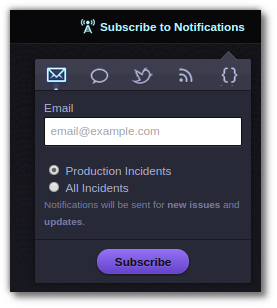 Subscribe to Notifications
Email
email@example.com
Production Incidents
All Incidents
Notifications will be sent for new issues and
updates.
Subscribe